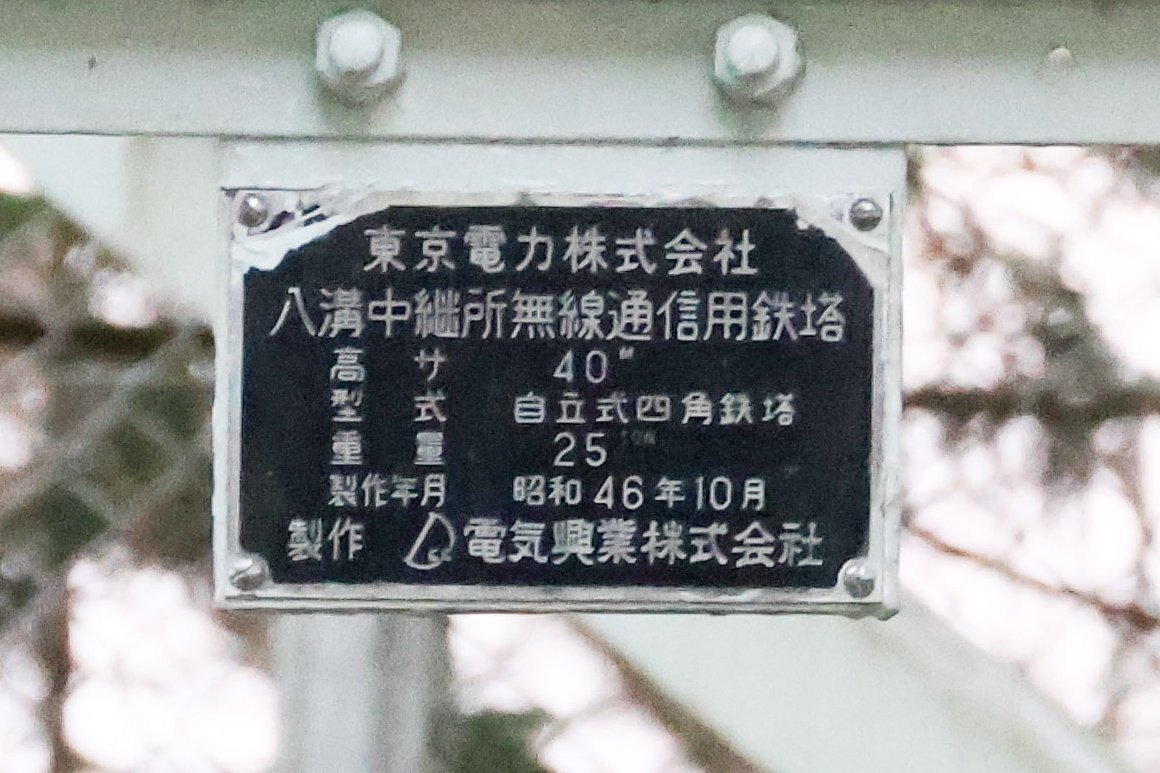 東京電力株式会社
八溝中継所無線通信用鉄塔
高サ 40m
型式 自立式四角鉄塔
重量 25TON
製作年月 昭和46年10月
製作 電気興業株式会社